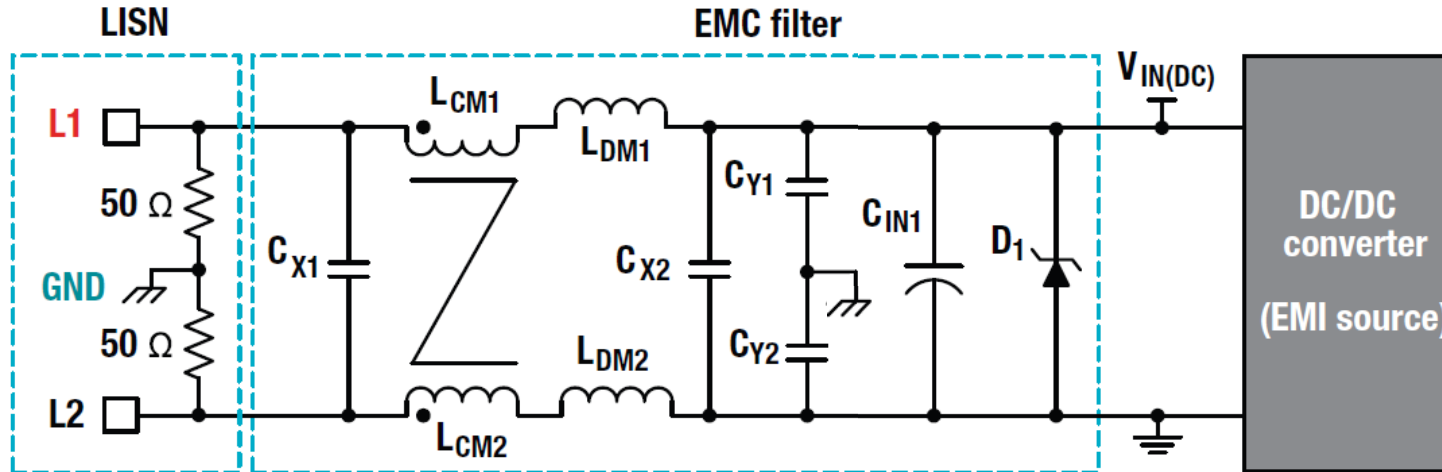 LISN
EMC filter
VIN(DC)
L1
LCM1
LDM1
50 Ω
CY1
CX1
CX2
CIN1
D1
DC/DC
converter
GND
(EMI source)
50 Ω
CY2
LDM2
L2
LCM2